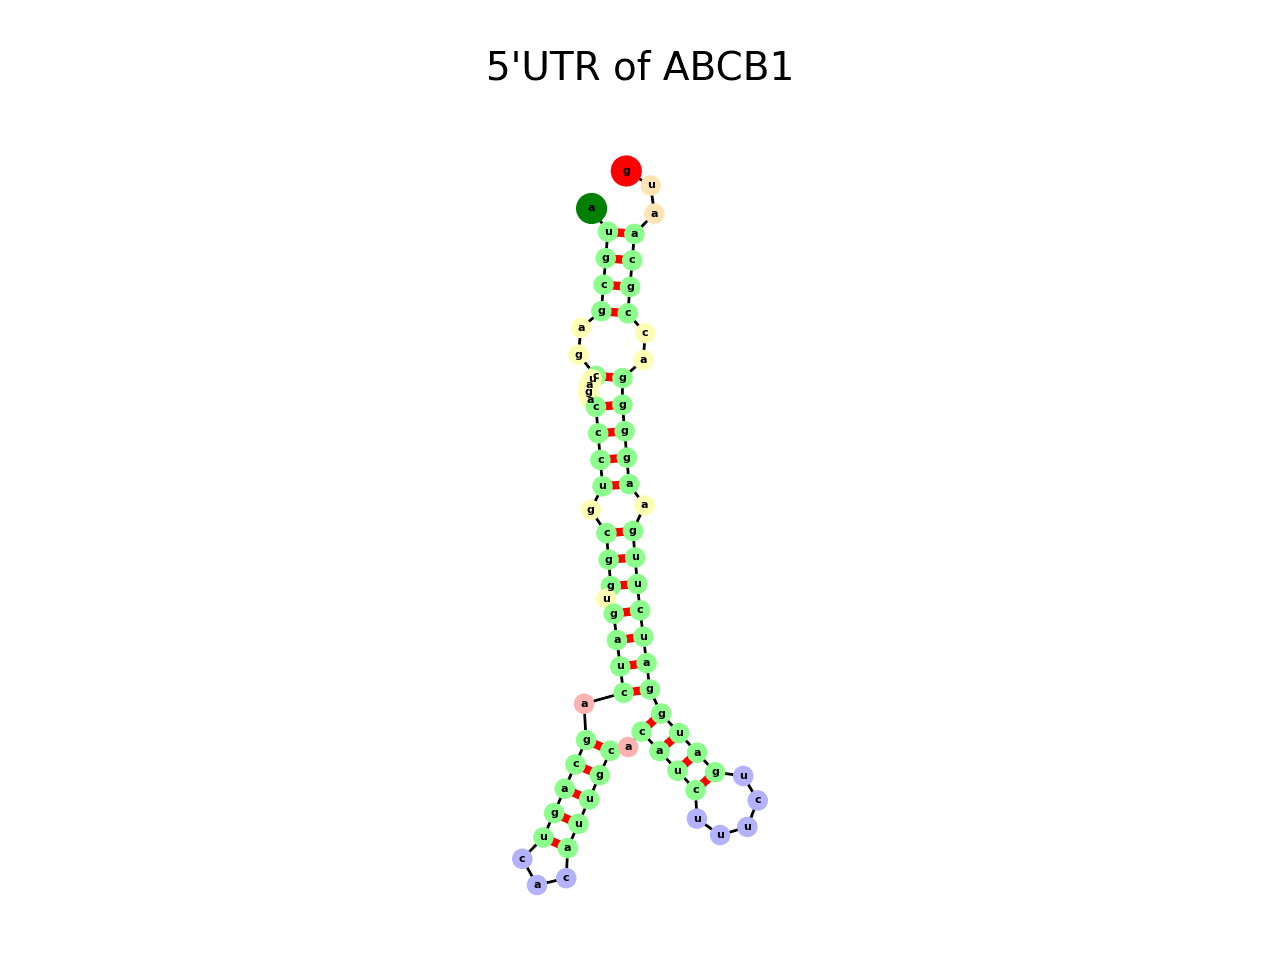 5'UTR of ABCB1
g
u
a a
u a
g c
c g
g c
a c
g a
u c g
a
g
a
c g
c g
c g
u a
g a
c g
g u
g u
u
g c
a u
u a
c g
a g
c u
g c a a a
c g u g u
a u c c
g u u u
u a u
c
a c